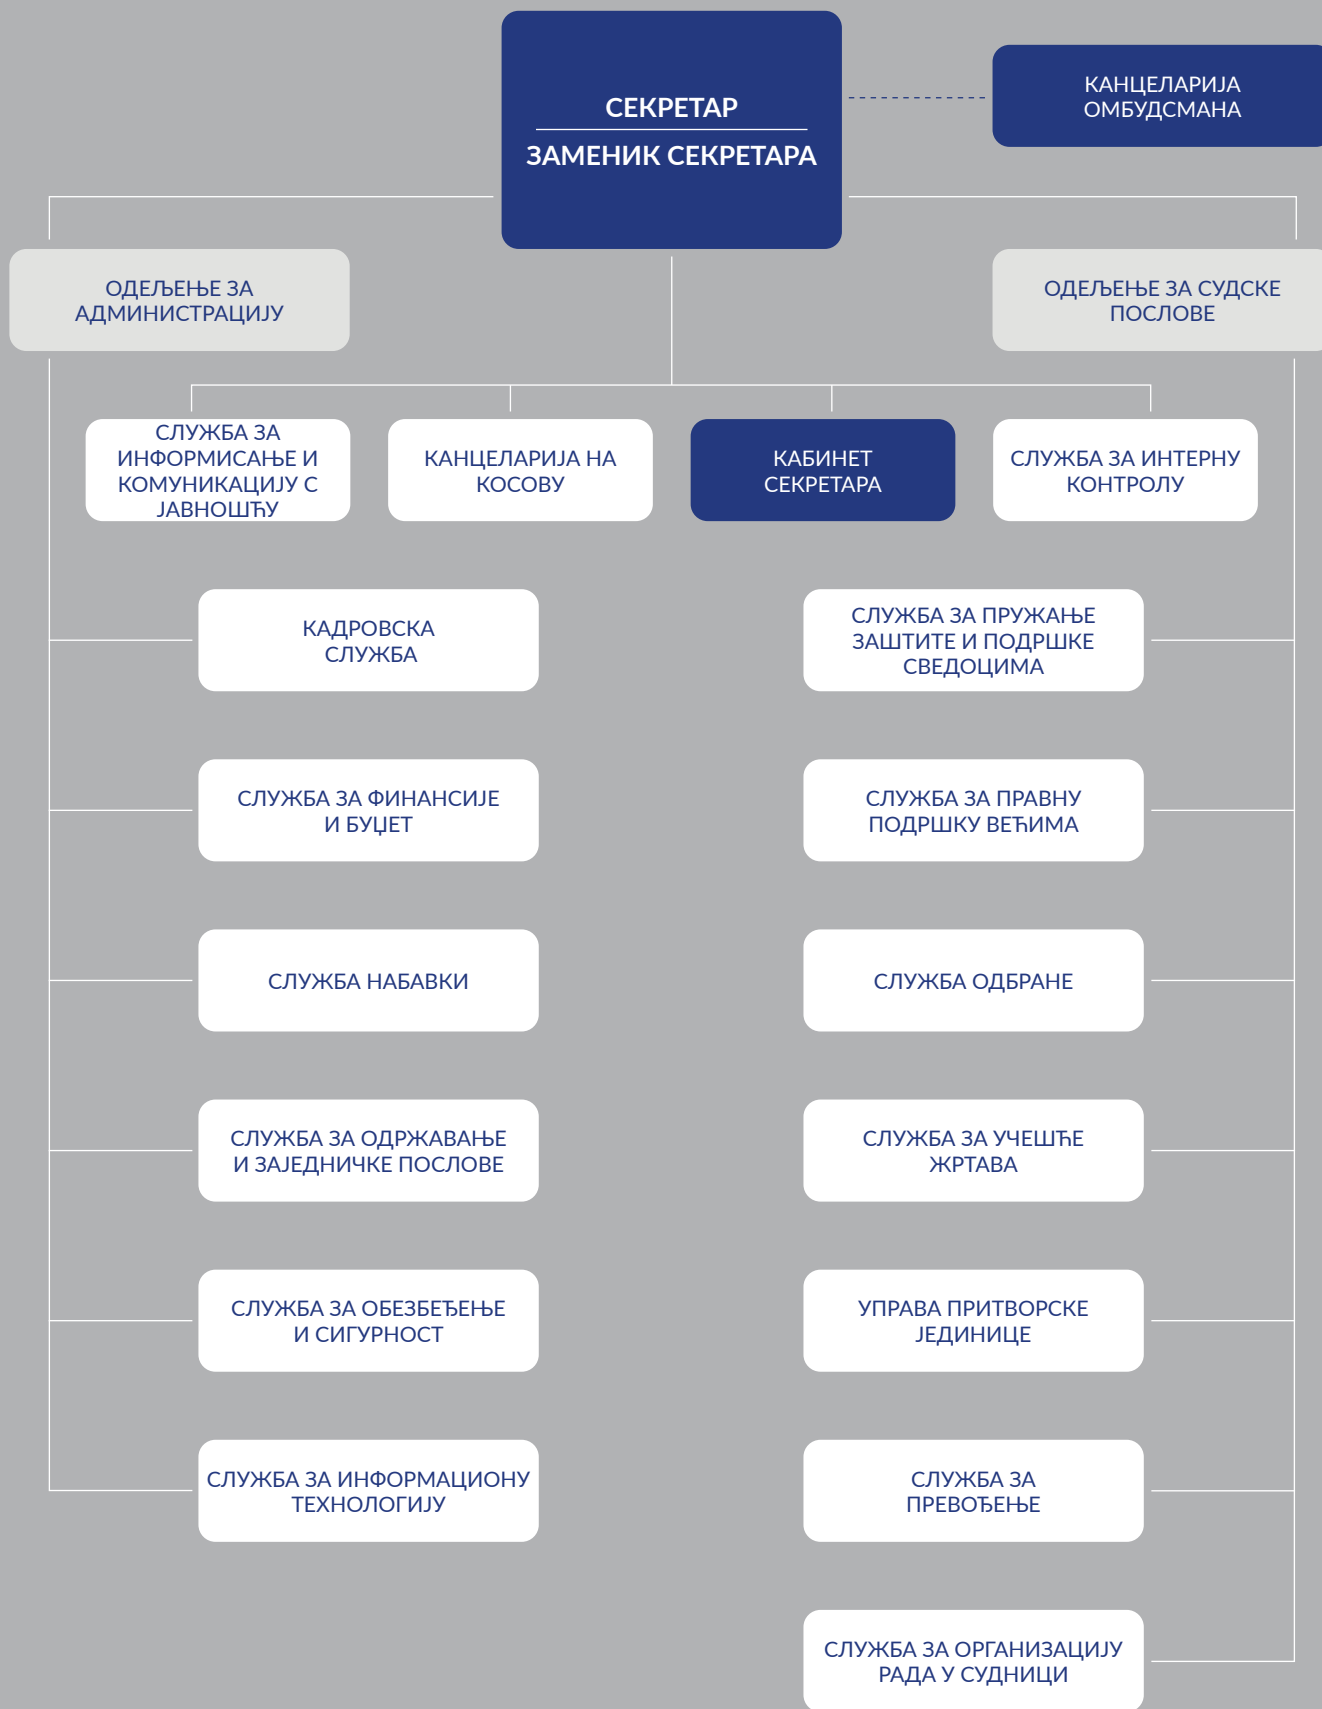 СЕКРЕТАР
ЗАМЕНИК СЕКРЕТАРА
КАНЦЕЛАРИЈА
ОМБУДСМАНА
ОДЕЉЕЊЕ ЗА
АДМИНИСТРАЦИЈУ
ОДЕЉЕЊЕ ЗА СУДСКЕ
ПОСЛОВЕ
СЛУЖБА ЗА
ИНФОРМИСАЊЕ И
КОМУНИКАЦИЈУ С
ЈАВНОШЋУ
КАНЦЕЛАРИЈА НА
КОСОВУ
КАБИНЕТ
СЕКРЕТАРА
СЛУЖБА ЗА ИНТЕРНУ
КОНТРОЛУ
КАДРОВСКА
СЛУЖБА
СЛУЖБА ЗА ПРУЖАЊЕ
ЗАШТИТЕ И ПОДРШКЕ
СВЕДОЦИМА
СЛУЖБА ЗА ФИНАНСИЈЕ
И БУЏЕТ
СЛУЖБА ЗА ПРАВНУ
ПОДРШКУ ВЕЋИМА
СЛУЖБА НАБАВКИ
СЛУЖБА ОДБРАНЕ
СЛУЖБА ЗА ОДРЖАВАЊЕ
И ЗАЈЕДНИЧКЕ ПОСЛОВЕ
СЛУЖБА ЗА УЧЕШЋЕ
ЖРТАВА
СЛУЖБА ЗА ОБЕЗБЕЂЕЊЕ
И СИГУРНОСТ
УПРАВА ПРИТВОРСКЕ
ЈЕДИНИЦЕ
СЛУЖБА ЗА ИНФОРМАЦИОНУ
ТЕХНОЛОГИЈУ
СЛУЖБА ЗА
ПРЕВОЂЕЊЕ
СЛУЖБА ЗА ОРГАНИЗАЦИЈУ
РАДА У СУДНИЦИ